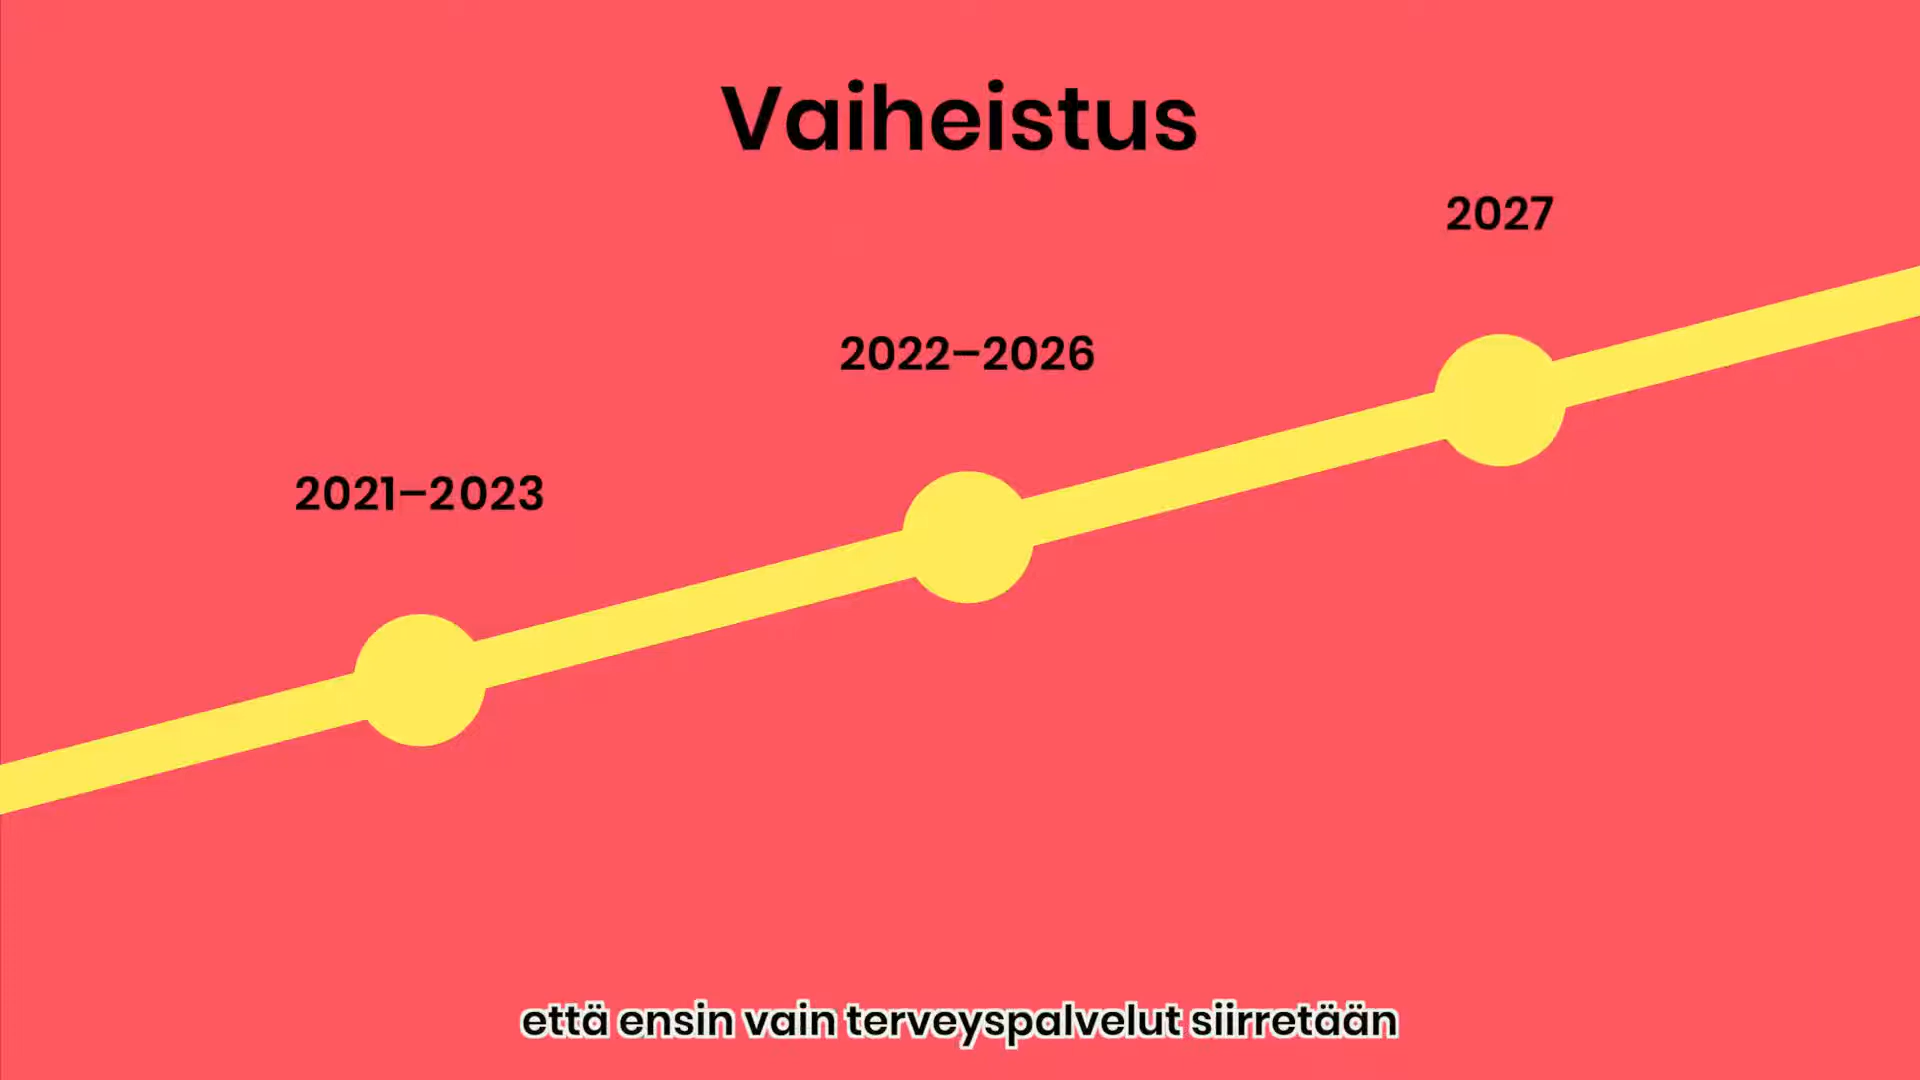 Vaiheistus
2027
2022–2026
2021–2023
että ensin vain terveyspalvelut siirretään